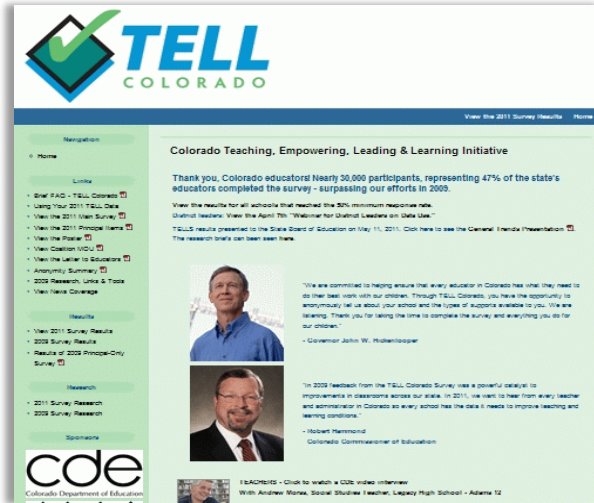 TELL
COLORADO
View the 2011 Survey Results Home
Navigation
Home
Links
Brief FAQ - TELL Colorado
Using Your 2011 TELL Data
View the 2011 Main Survey
View the 2011 Principal Items
View the Poster
View Coalition MOU
View the Letter to Educators
Anonymity Summary
2009 Research, Links & Tools
View News Coverage
Results
View 2011 Survey Results
2009 Survey Results
Results of 2009 Principal-Only
Survey
Research
2011 Survey Research
2009 Survey Research
Sponsors
cde
Colorado Department of Education
Colorado Teaching, Empowering, Leading & Learning Initiative
Thank you, Colorado educators! Nearly 30,000 participants, representing 47% of the state's
educators completed the survey - surpassing our efforts in 2009.
View the results for all schools that reached the 50% minimum response rate.
District leaders: View the April 7th "Webinar for District Leaders on Data Use."
TELLS results presented to the State Board of Education on May 11, 2011. Click here to see the General Trends Presentation.
The research briefs can been seen here.
"We are committed to helping ensure that every educator in Colorado has what they need to
do their best work with our children. Through TELL Colorado, you have the opportunity to
anonymously tell us about your school and the types of supports available to you. We are
listening. Thank you for taking the time to complete the survey and everything you do for
our children."
- Governor John W. Hickenlooper
"In 2009 feedback from the TELL Colorado Survey was a powerful catalyst to
improvements in classrooms across our state. In 2011, we want to hear from every teacher
and administrator in Colorado so every school has the data it needs to improve teaching and
learning conditions."
- Robert Hammond
Colorado Commissioner of Education
TEACHERS - Click to watch a CDE video interview
With Andrew Moras, Social Studies Teacher, Legacy High School - Adams 12